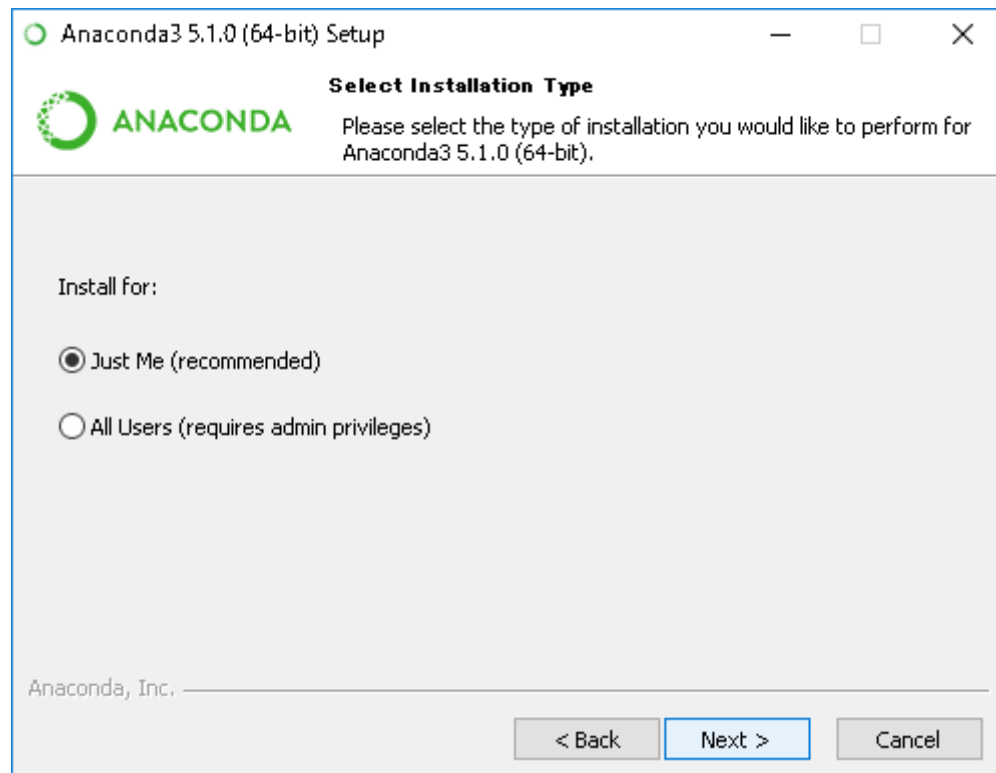 Anaconda3 5.1.0 (64-bit) Setup
ANACONDA
Select Installation Type
Please select the type of installation you would like to perform for
Anaconda3 5.1.0 (64-bit).
Install for:
Just Me (recommended)
All Users (requires admin privileges)
Anaconda, Inc.
< Back
Next >
Cancel